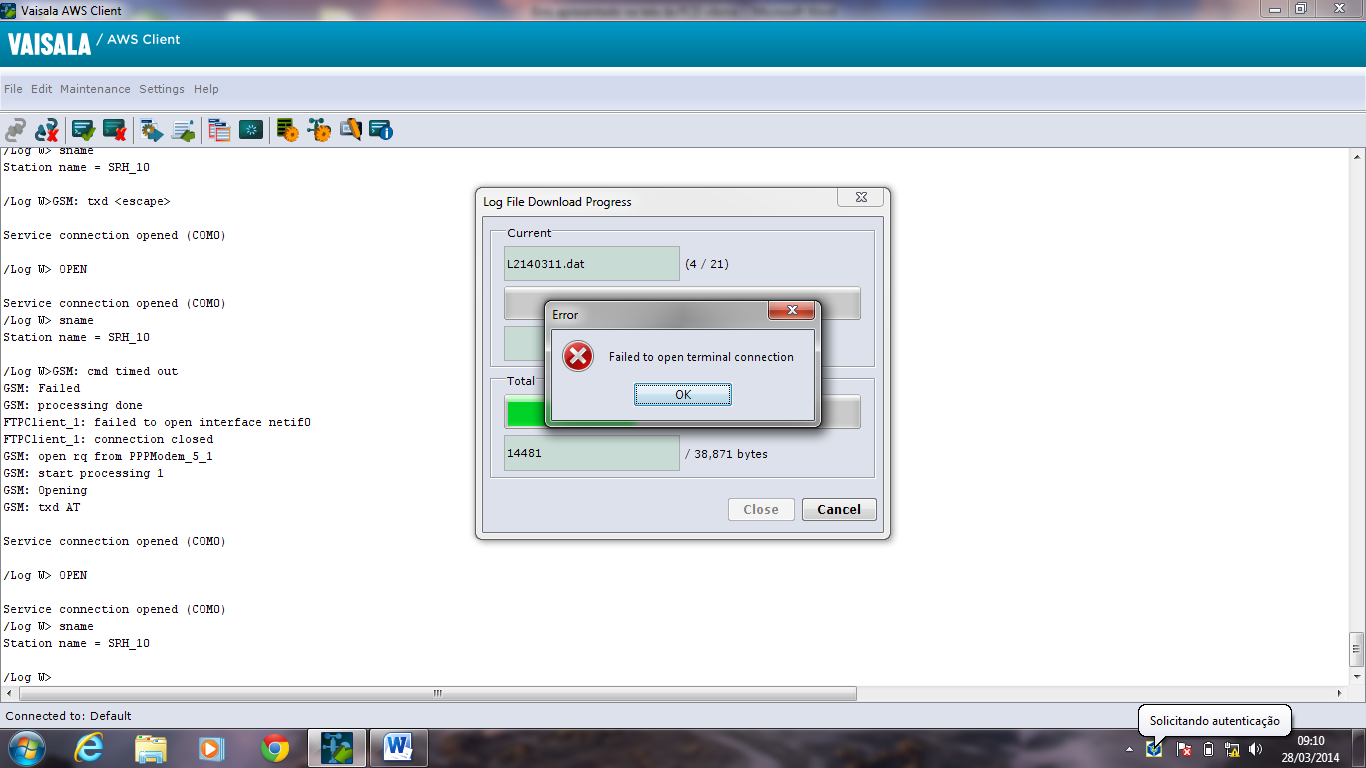 Vaisala AWS Client
VAISALA / AWS Client
File Edit Maintenance Settings Help
/Log W> sname
Station name = SRH_10
/Log W>GSM: txd <escape>
Service connection opened (COM0)
/Log W> OPEN
Service connection opened (COM0)
/Log W> sname
Station name = SRH_10
/Log W>GSM: cmd timed out
GSM: Failed
GSM: processing done
FTPClient_1: failed to open interface netif0
FTPClient_1: connection closed
GSM: open rq from PPPModem_5_1
GSM: start processing 1
GSM: Opening
GSM: txd AT
Service connection opened (COM0)
/Log W> OPEN
Service connection opened (COM0)
/Log W> sname
Station name = SRH_10
/Log W>
Log File Download Progress
Current
L2140311.dat (4 / 21)
Error
Failed to open terminal connection
OK
Total
14481 / 38,871 bytes
Close Cancel
Connected to: Default
Solicitando autenticação
09:10
28/03/2014